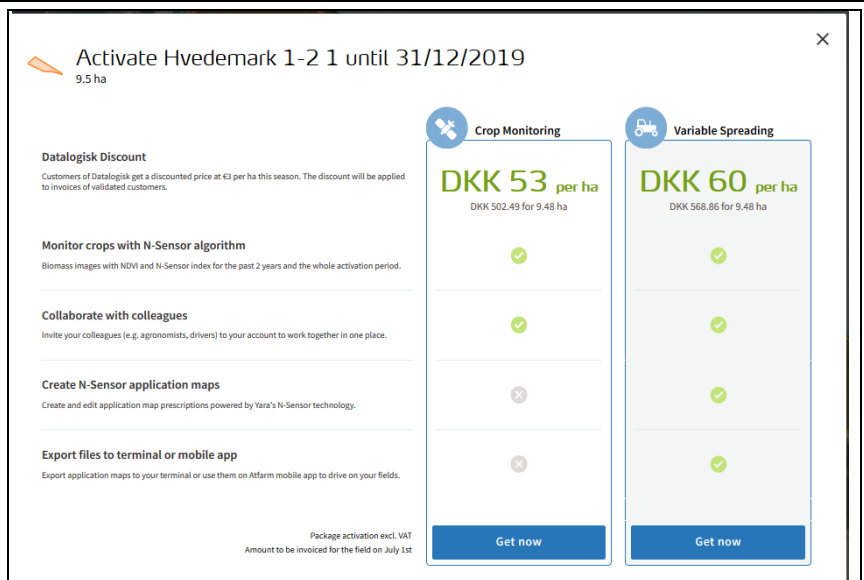 Activate Hvedemark 1-2 1 until 31/12/2019
9.5 ha
Crop Monitoring
Variable Spreading
Datalogisk Discount
Customers of Datalogisk get a discounted price at €3 per ha this season. The discount will be applied
to invoices of validated customers.
DKK 53 per ha
DKK 502.49 for 9.48 ha
DKK 60 per ha
DKK 568.86 for 9.48 ha
Monitor crops with N-Sensor algorithm
Biomass images with NDVI and N-Sensor index for the past 2 years and the whole activation period.
Collaborate with colleagues
Invite your colleagues (e.g. agronomists, drivers) to your account to work together in one place.
Create N-Sensor application maps
Create and edit application map prescriptions powered by Yara's N-Sensor technology.
Export files to terminal or mobile app
Export application maps to your terminal or use them on Atfarm mobile app to drive on your fields.
Package activation excl. VAT
Amount to be invoiced for the field on July 1st
Get now
Get now